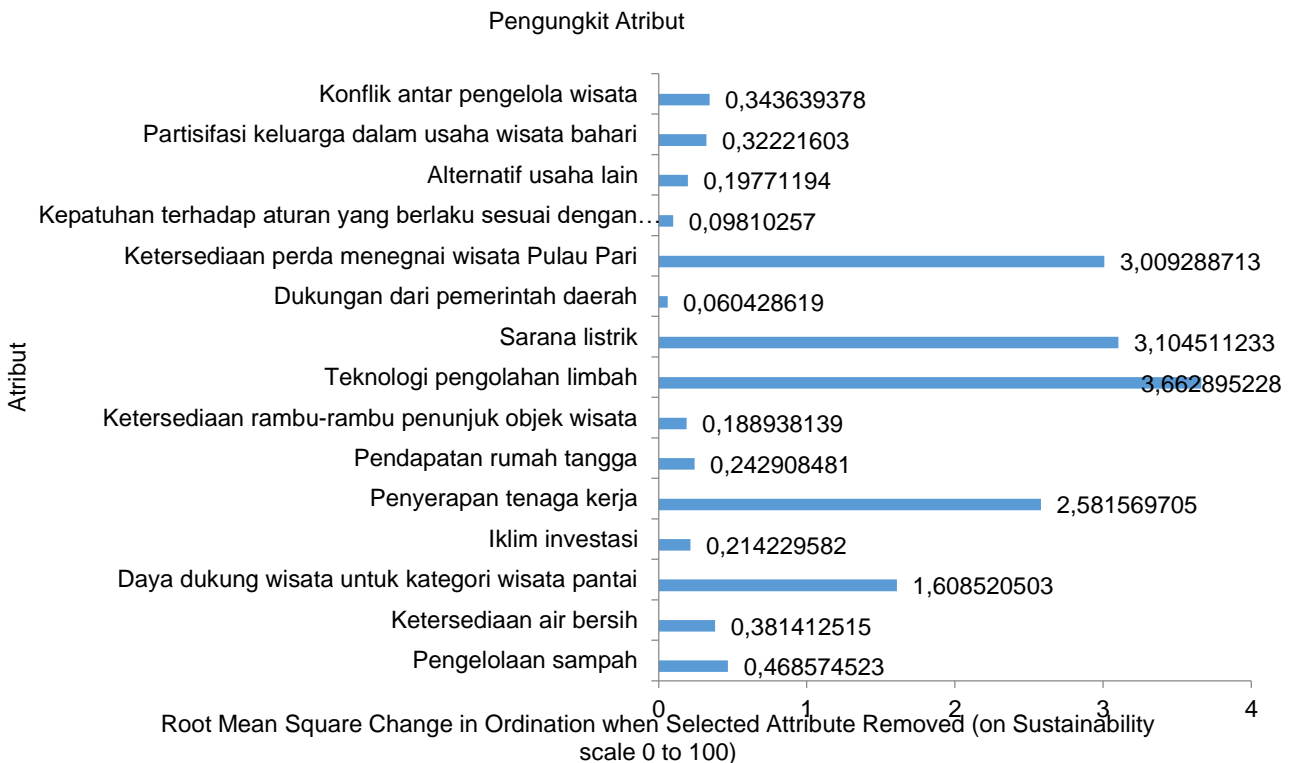 Pengungkit Atribut
Konflik antar pengelola wisata 0,343639378
Partisifasi keluarga dalam usaha wisata bahari 0,32221603
Alternatif usaha lain 0,19771194
Kepatuhan terhadap aturan yang berlaku sesuai dengan… 0,09810257
Ketersediaan perda menegnai wisata Pulau Pari 3,009288713
Dukungan dari pemerintah daerah 0,060428619
Sarana listrik 3,104511233
Teknologi pengolahan limbah 3,662895228
Ketersediaan rambu-rambu penunjuk objek wisata 0,188938139
Pendapatan rumah tangga 0,242908481
Penyerapan tenaga kerja 2,581569705
Iklim investasi 0,214229582
Daya dukung wisata untuk kategori wisata pantai 1,608520503
Ketersediaan air bersih 0,381412515
Pengelolaan sampah 0,468574523
Atribut
0 1 2 3 4
Root Mean Square Change in Ordination when Selected Attribute Removed (on Sustainability
scale 0 to 100)